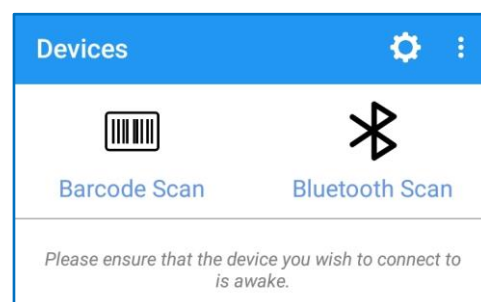 Devices
Barcode Scan
Bluetooth Scan
Please ensure that the device you wish to connect to
is awake.